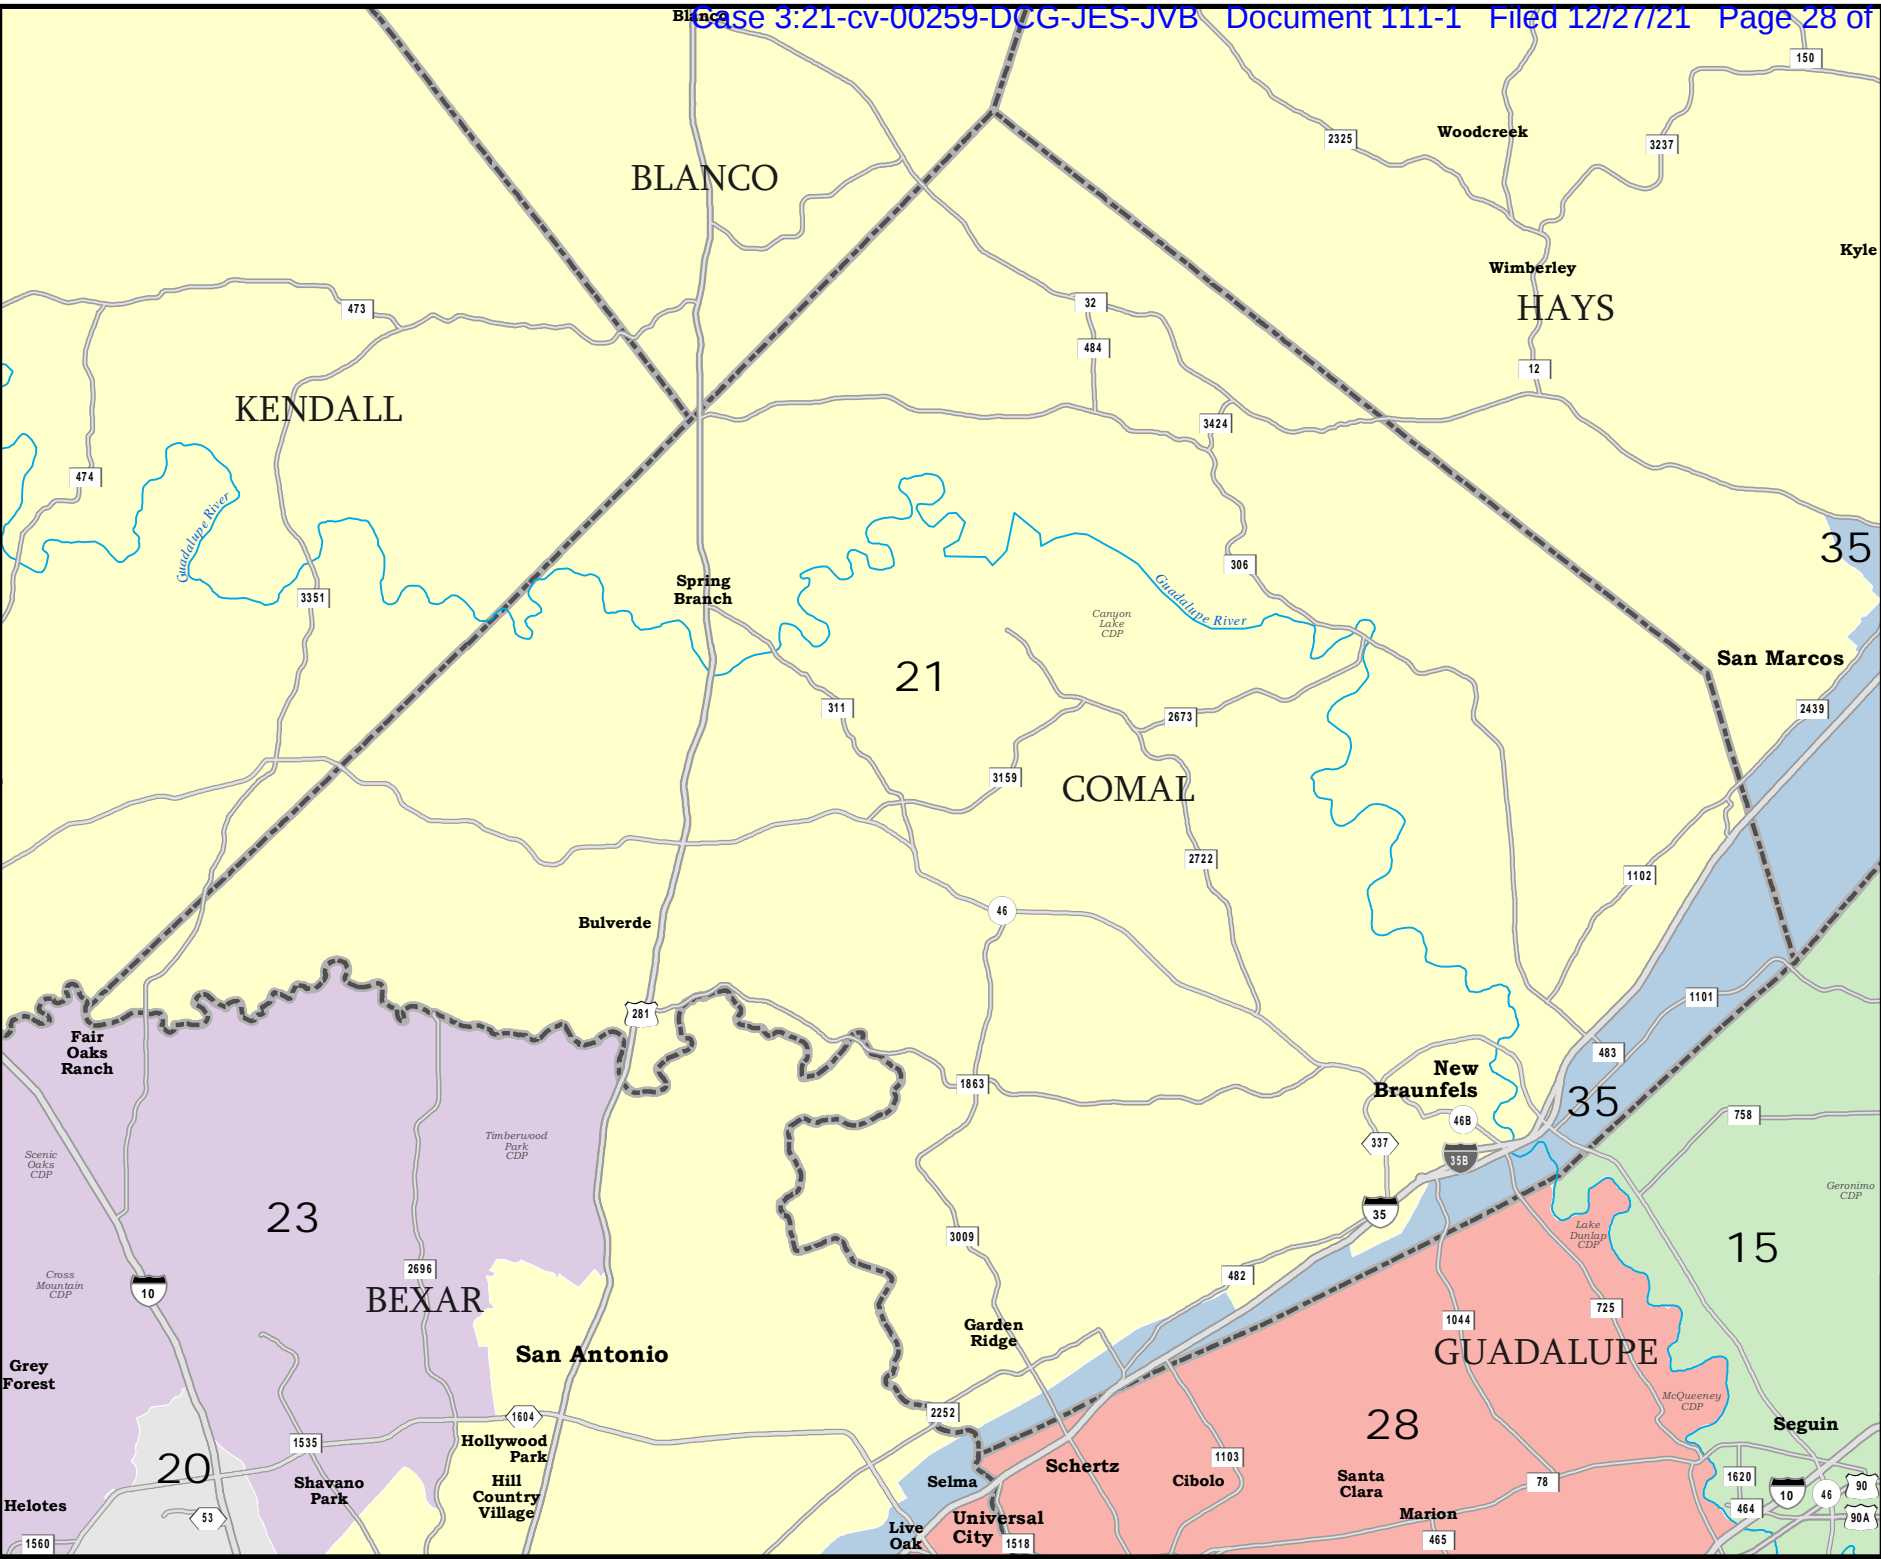 Case 3:21-cv-00259-DCG-JES-JVB Document 111-1 Filed 12/27/21 Page 28 of
Blanco
150
2325
Woodcreek
3237
BLANCO
Kyle
Wimberley
HAYS
473
32
484
12
KENDALL
3424
474
Guadalupe River
35
306
Spring
Branch
3351
Guadalupe River
Canyon
Lake
CDP
21
San Marcos
311
2673
2439
3159
COMAL
2722
1102
46
Bulverde
281
1101
Fair
Oaks
Ranch
483
New
Braunfels
1863
35
46B
758
337
Timberwood
Park
CDP
Scenic
Oaks
CDP
35B
Geronimo
CDP
23
35
3009
Lake
Dunlap
CDP
15
2696
482
Cross
Mountain
CDP
10
BEXAR
725
1044
Garden
Ridge
San Antonio
GUADALUPE
Grey
Forest
McQueeney
CDP
2252
1604
28
Seguin
1535
Hollywood
Park
20
Schertz
1103
Selma
Cibolo
Santa
Clara
78
1620
90
Shavano
Park
Hill
Country
Village
10
46
Helotes
464
53
Universal
City
Marion
90A
Live
Oak
1560
1518
465